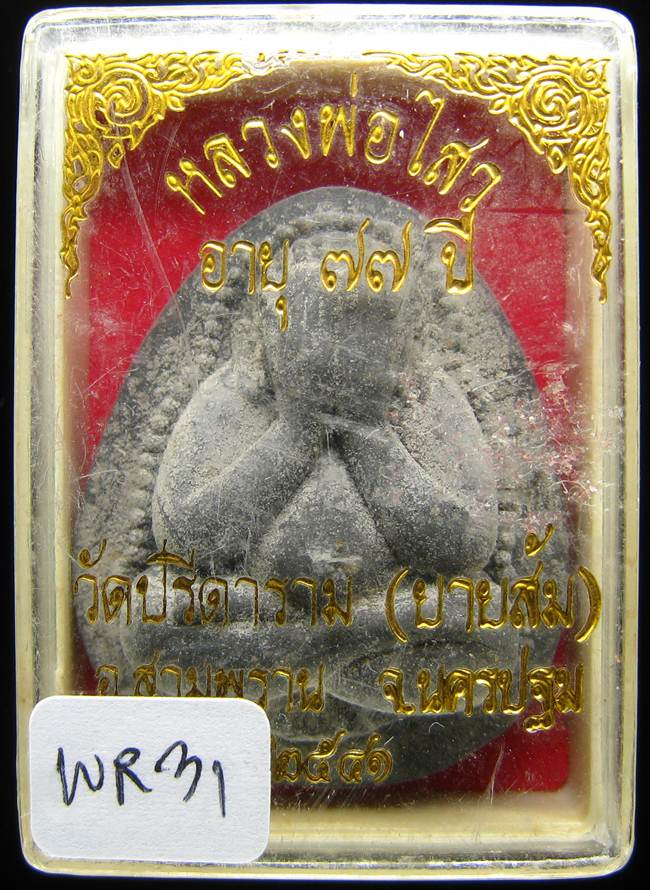 หลวงพ่อไสว
อายุ ๗๗ ปี
วัดปรีดาราม (ยายส้ม)
อ.สามพราน จ.นครปฐม
๒๕๔๑
WR31